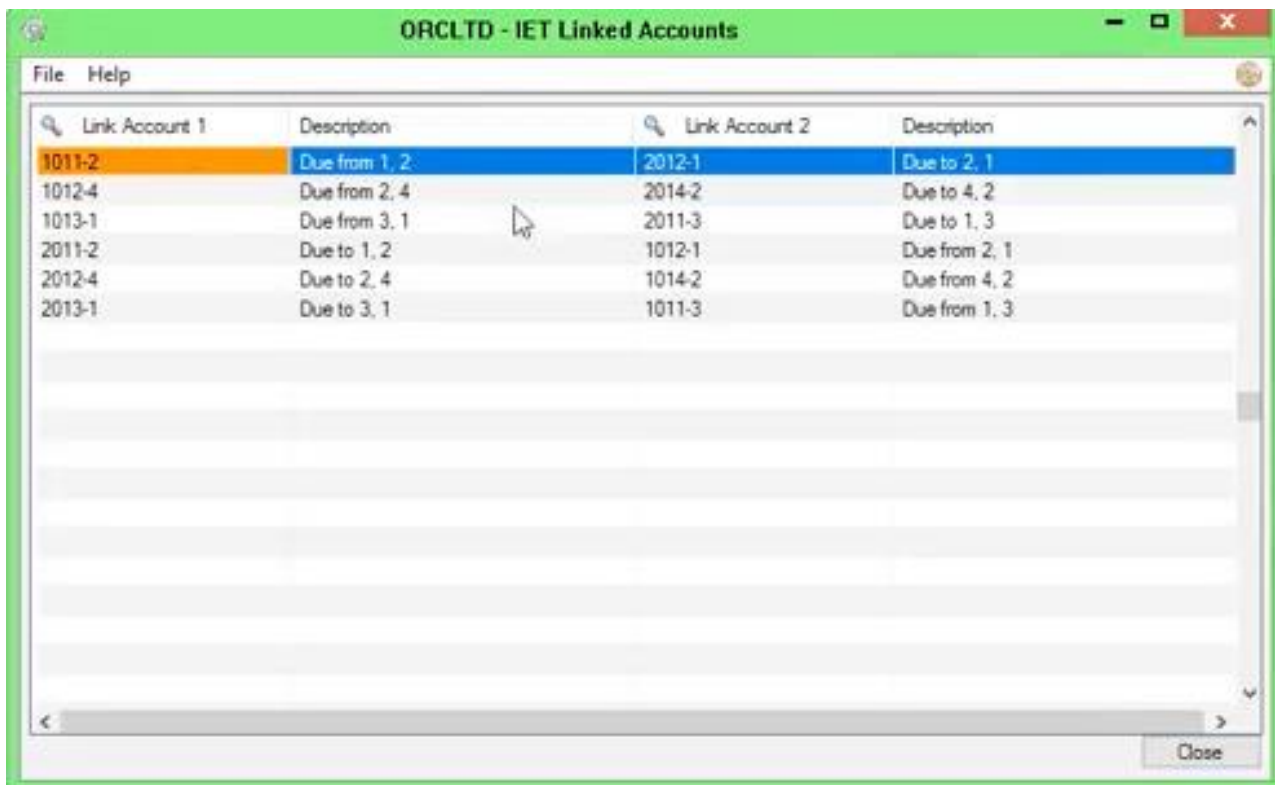 ORCLTD - IET Linked Accounts
File Help
Link Account 1 Description Link Account 2 Description
1011-2 Due from 1, 2 2012-1 Due to 2, 1
1012-4 Due from 2, 4 2014-2 Due to 4, 2
1013-1 Due from 3, 1 2011-3 Due to 1, 3
2011-2 Due to 1, 2 1012-1 Due from 2, 1
2012-4 Due to 2, 4 1014-2 Due from 4, 2
2013-1 Due to 3, 1 1011-3 Due from 1, 3
Close